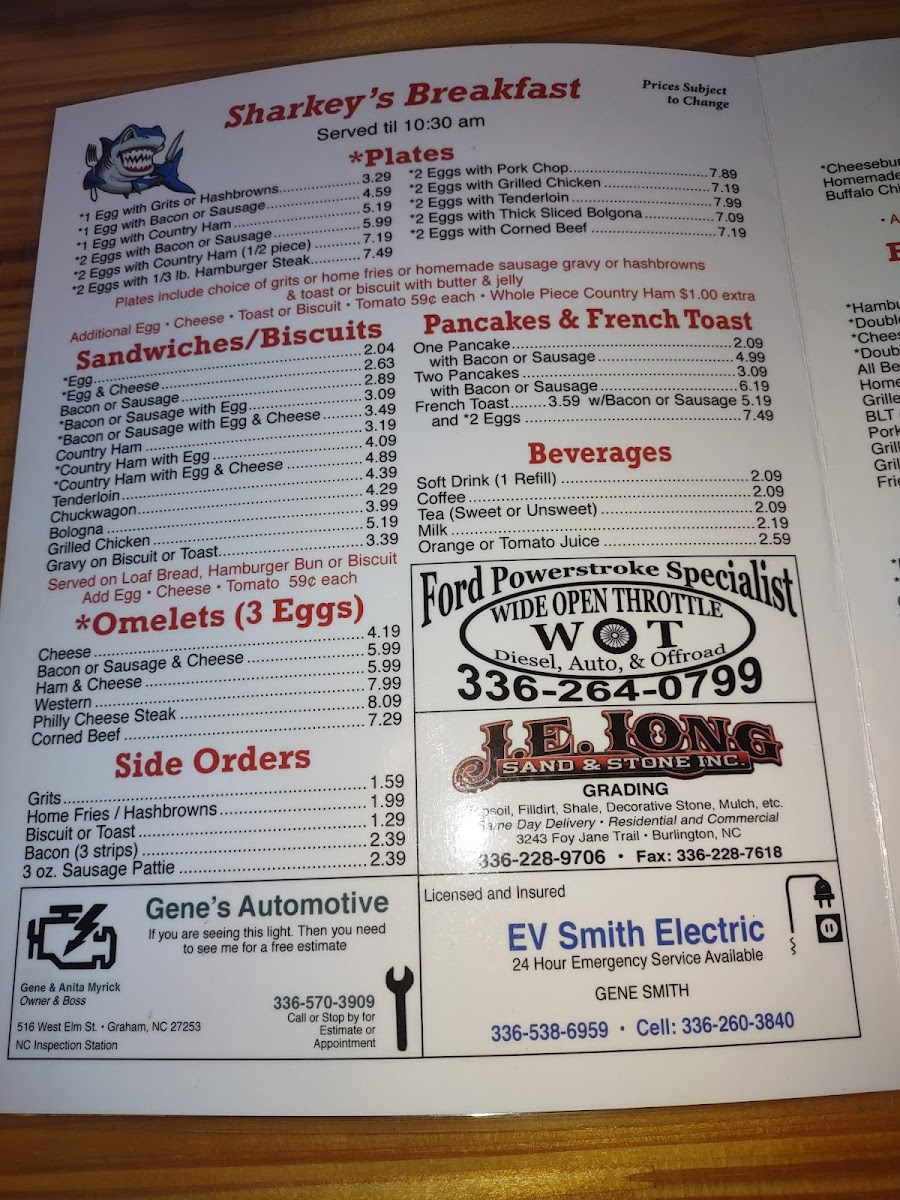 Sharkey's Breakfast
Served til 10:30 am
Prices Subject
to Change
*Plates
*1 Egg with Grits or Hashbrowns 3.29
*1 Egg with Bacon or Sausage 4.59
*1 Egg with Country Ham 5.19
*2 Eggs with Bacon or Sausage 5.99
*2 Eggs with Country Ham (1/2 piece) 7.19
*2 Eggs with 1/3 lb. Hamburger Steak 7.49
*2 Eggs with Pork Chop 7.89
*2 Eggs with Grilled Chicken 7.19
*2 Eggs with Tenderloin 7.99
*2 Eggs with Thick Sliced Bolgona 7.09
*2 Eggs with Corned Beef 7.19
Plates include choice of grits or home fries or homemade sausage gravy or hashbrowns
& toast or biscuit with butter & jelly
Additional Egg • Cheese • Toast or Biscuit • Tomato 59¢ each • Whole Piece Country Ham $1.00 extra
Sandwiches/Biscuits
*Egg 2.04
*Egg & Cheese 2.63
Bacon or Sausage 2.89
*Bacon or Sausage with Egg 3.09
*Bacon or Sausage with Egg & Cheese 3.49
Country Ham 3.19
*Country Ham with Egg 4.09
*Country Ham with Egg & Cheese 4.89
Tenderloin 4.39
Chuckwagon 4.29
Bologna 3.99
Grilled Chicken 5.19
Gravy on Biscuit or Toast 3.39
Served on Loaf Bread, Hamburger Bun or Biscuit
Add Egg • Cheese • Tomato 59¢ each
*Omelets (3 Eggs)
Cheese 4.19
Bacon or Sausage & Cheese 5.99
Ham & Cheese 5.99
Western 7.99
Philly Cheese Steak 8.09
Corned Beef 7.29
Side Orders
Grits 1.59
Home Fries / Hashbrowns 1.99
Biscuit or Toast 1.29
Bacon (3 strips) 2.39
3 oz. Sausage Pattie 2.39
Pancakes & French Toast
One Pancake 2.09
with Bacon or Sausage 4.99
Two Pancakes 3.09
with Bacon or Sausage 6.19
French Toast 3.59 w/Bacon or Sausage 5.19
and *2 Eggs 7.49
Beverages
Soft Drink (1 Refill) 2.09
Coffee 2.09
Tea (Sweet or Unsweet) 2.09
Milk 2.19
Orange or Tomato Juice 2.59
Ford Powerstroke Specialist
WIDE OPEN THROTTLE
WOT
Diesel, Auto, & Offroad
336-264-0799
J.E. LONG
SAND & STONE INC.
GRADING
Filldirt, Shale, Decorative Stone, Mulch, etc.
Day Delivery • Residential and Commercial
3243 Foy Jane Trail • Burlington, NC
336-228-9706 • Fax: 336-228-7618
Gene's Automotive
If you are seeing this light. Then you need
to see me for a free estimate
Gene & Anita Myrick
Owner & Boss
516 West Elm St. • Graham, NC 27253
NC Inspection Station
336-570-3909
Call or Stop by for
Estimate or
Appointment
Licensed and Insured
EV Smith Electric
24 Hour Emergency Service Available
GENE SMITH
336-538-6959 • Cell: 336-260-3840
*Cheesebu
Homemade
Buffalo Chi
• A
*Hambu
*Double
*Chees
*Doub
All Be
Home
Grille
BLT
Pork
Gril
Gril
Frie